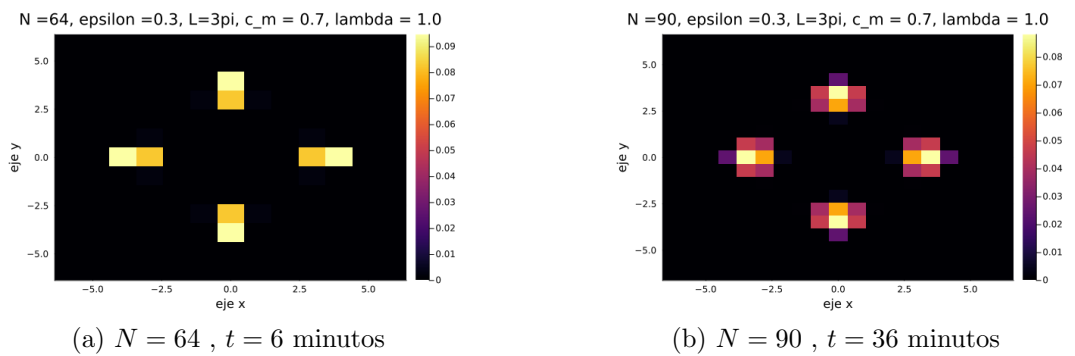 N =64, epsilon =0.3, L=3pi, c_m = 0.7, lambda = 1.0
5.0
2.5
0.0
−2.5
−5.0
eje y
−5.0 −2.5 0.0 2.5 5.0
eje x
0.09
0.08
0.07
0.06
0.05
0.04
0.03
0.02
0.01
0
(a) N = 64 , t = 6 minutos
N =90, epsilon =0.3, L=3pi, c_m = 0.7, lambda = 1.0
5.0
2.5
0.0
−2.5
−5.0
eje y
−5.0 −2.5 0.0 2.5 5.0
eje x
0.08
0.07
0.06
0.05
0.04
0.03
0.02
0.01
0
(b) N = 90 , t = 36 minutos